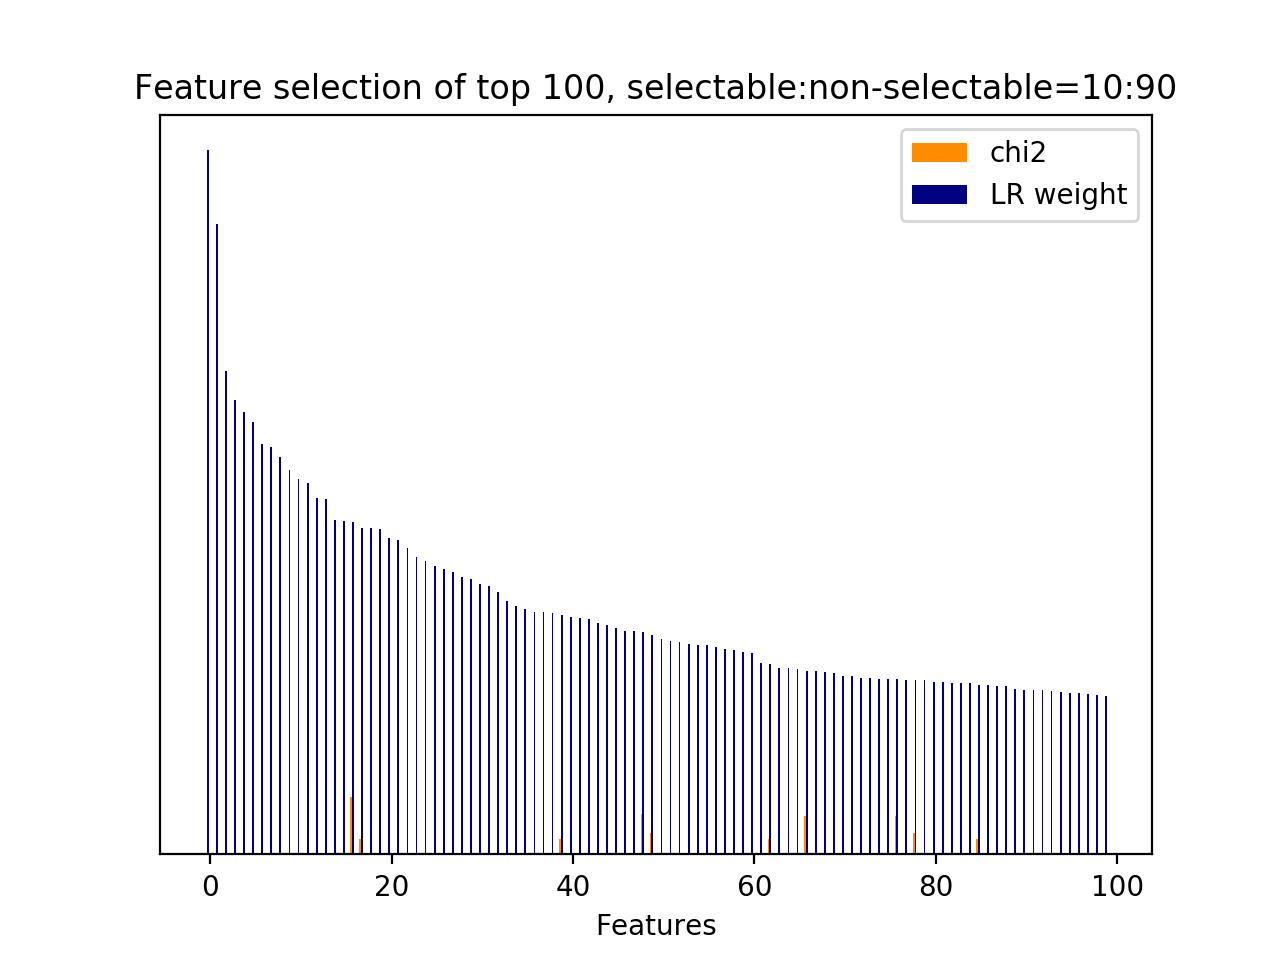 Feature selection of top 100, selectable:non-selectable=10:90
chi2
LR weight
0 20 40 60 80 100
Features